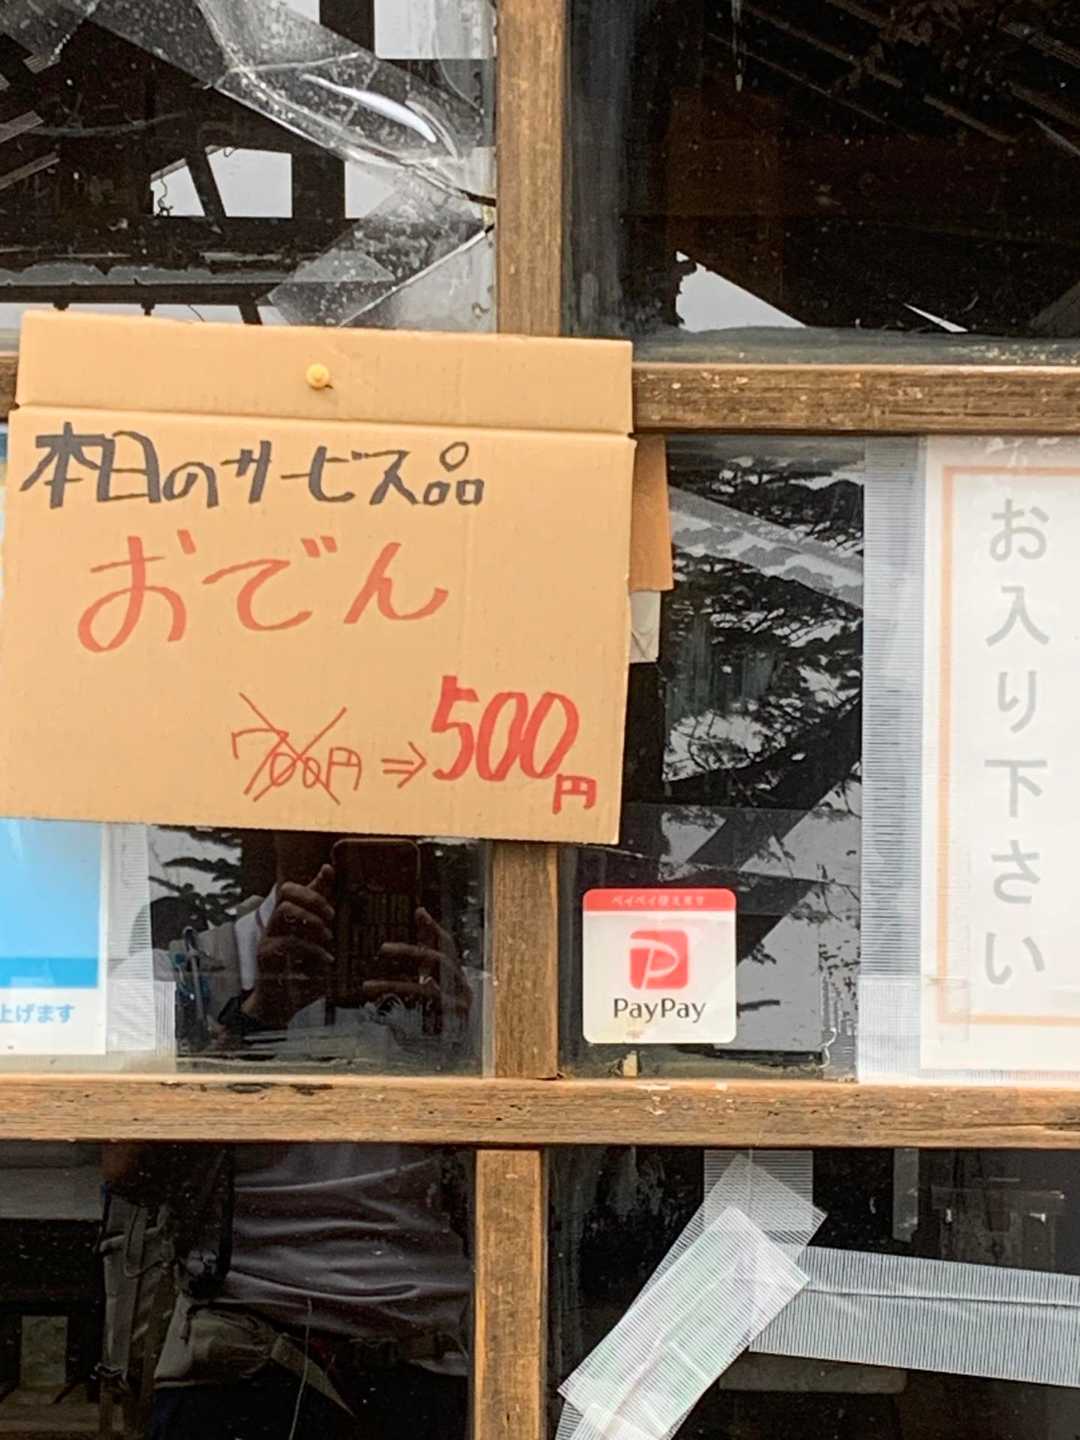 本日のサービス品
おでん
700円⇒500円
お入り下さい
ペイペイ使えます
PayPay
上げます